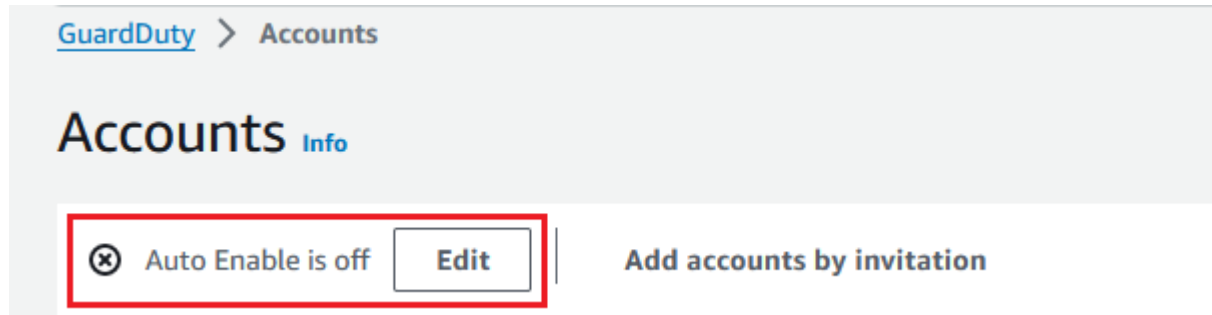 GuardDuty > Accounts
Accounts Info
Auto Enable is off Edit Add accounts by invitation